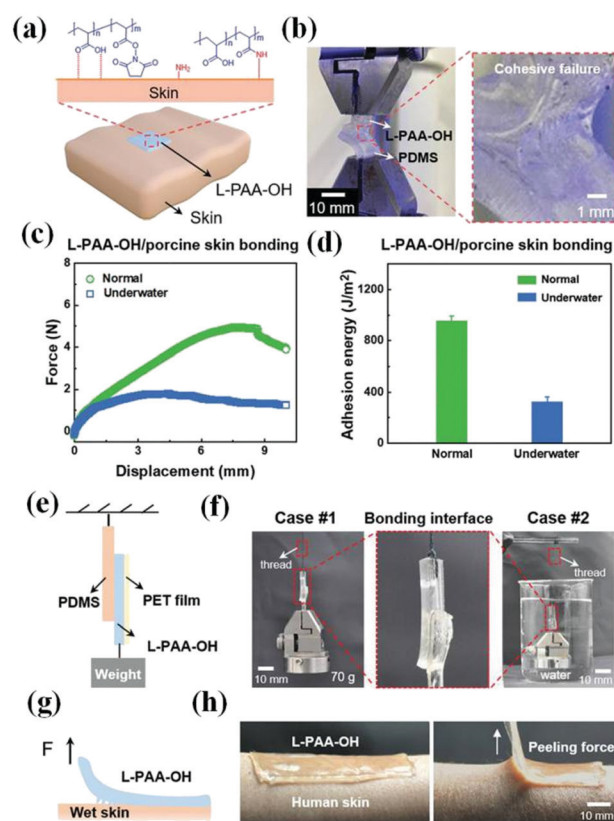 (a)
m
n
m
n
m
O
OH
O
O
O
N
O
O
OH
O
NH
NH₂
Skin
L-PAA-OH
Skin
(b)
Cohesive failure
L-PAA-OH
PDMS
10 mm
1 mm
(c)
L-PAA-OH/porcine skin bonding
Normal
Underwater
Force (N)
8
6
4
2
0
0
3
6
9
Displacement (mm)
(d)
L-PAA-OH/porcine skin bonding
Normal
Underwater
Adhesion energy (J/m²)
1200
800
400
0
Normal
Underwater
(e)
PDMS
PET film
L-PAA-OH
Weight
(f)
Case #1
Bonding interface
Case #2
thread
thread
10 mm
70 g
water
10 mm
(g)
F
L-PAA-OH
Wet skin
(h)
L-PAA-OH
Peeling force
Human skin
10 mm